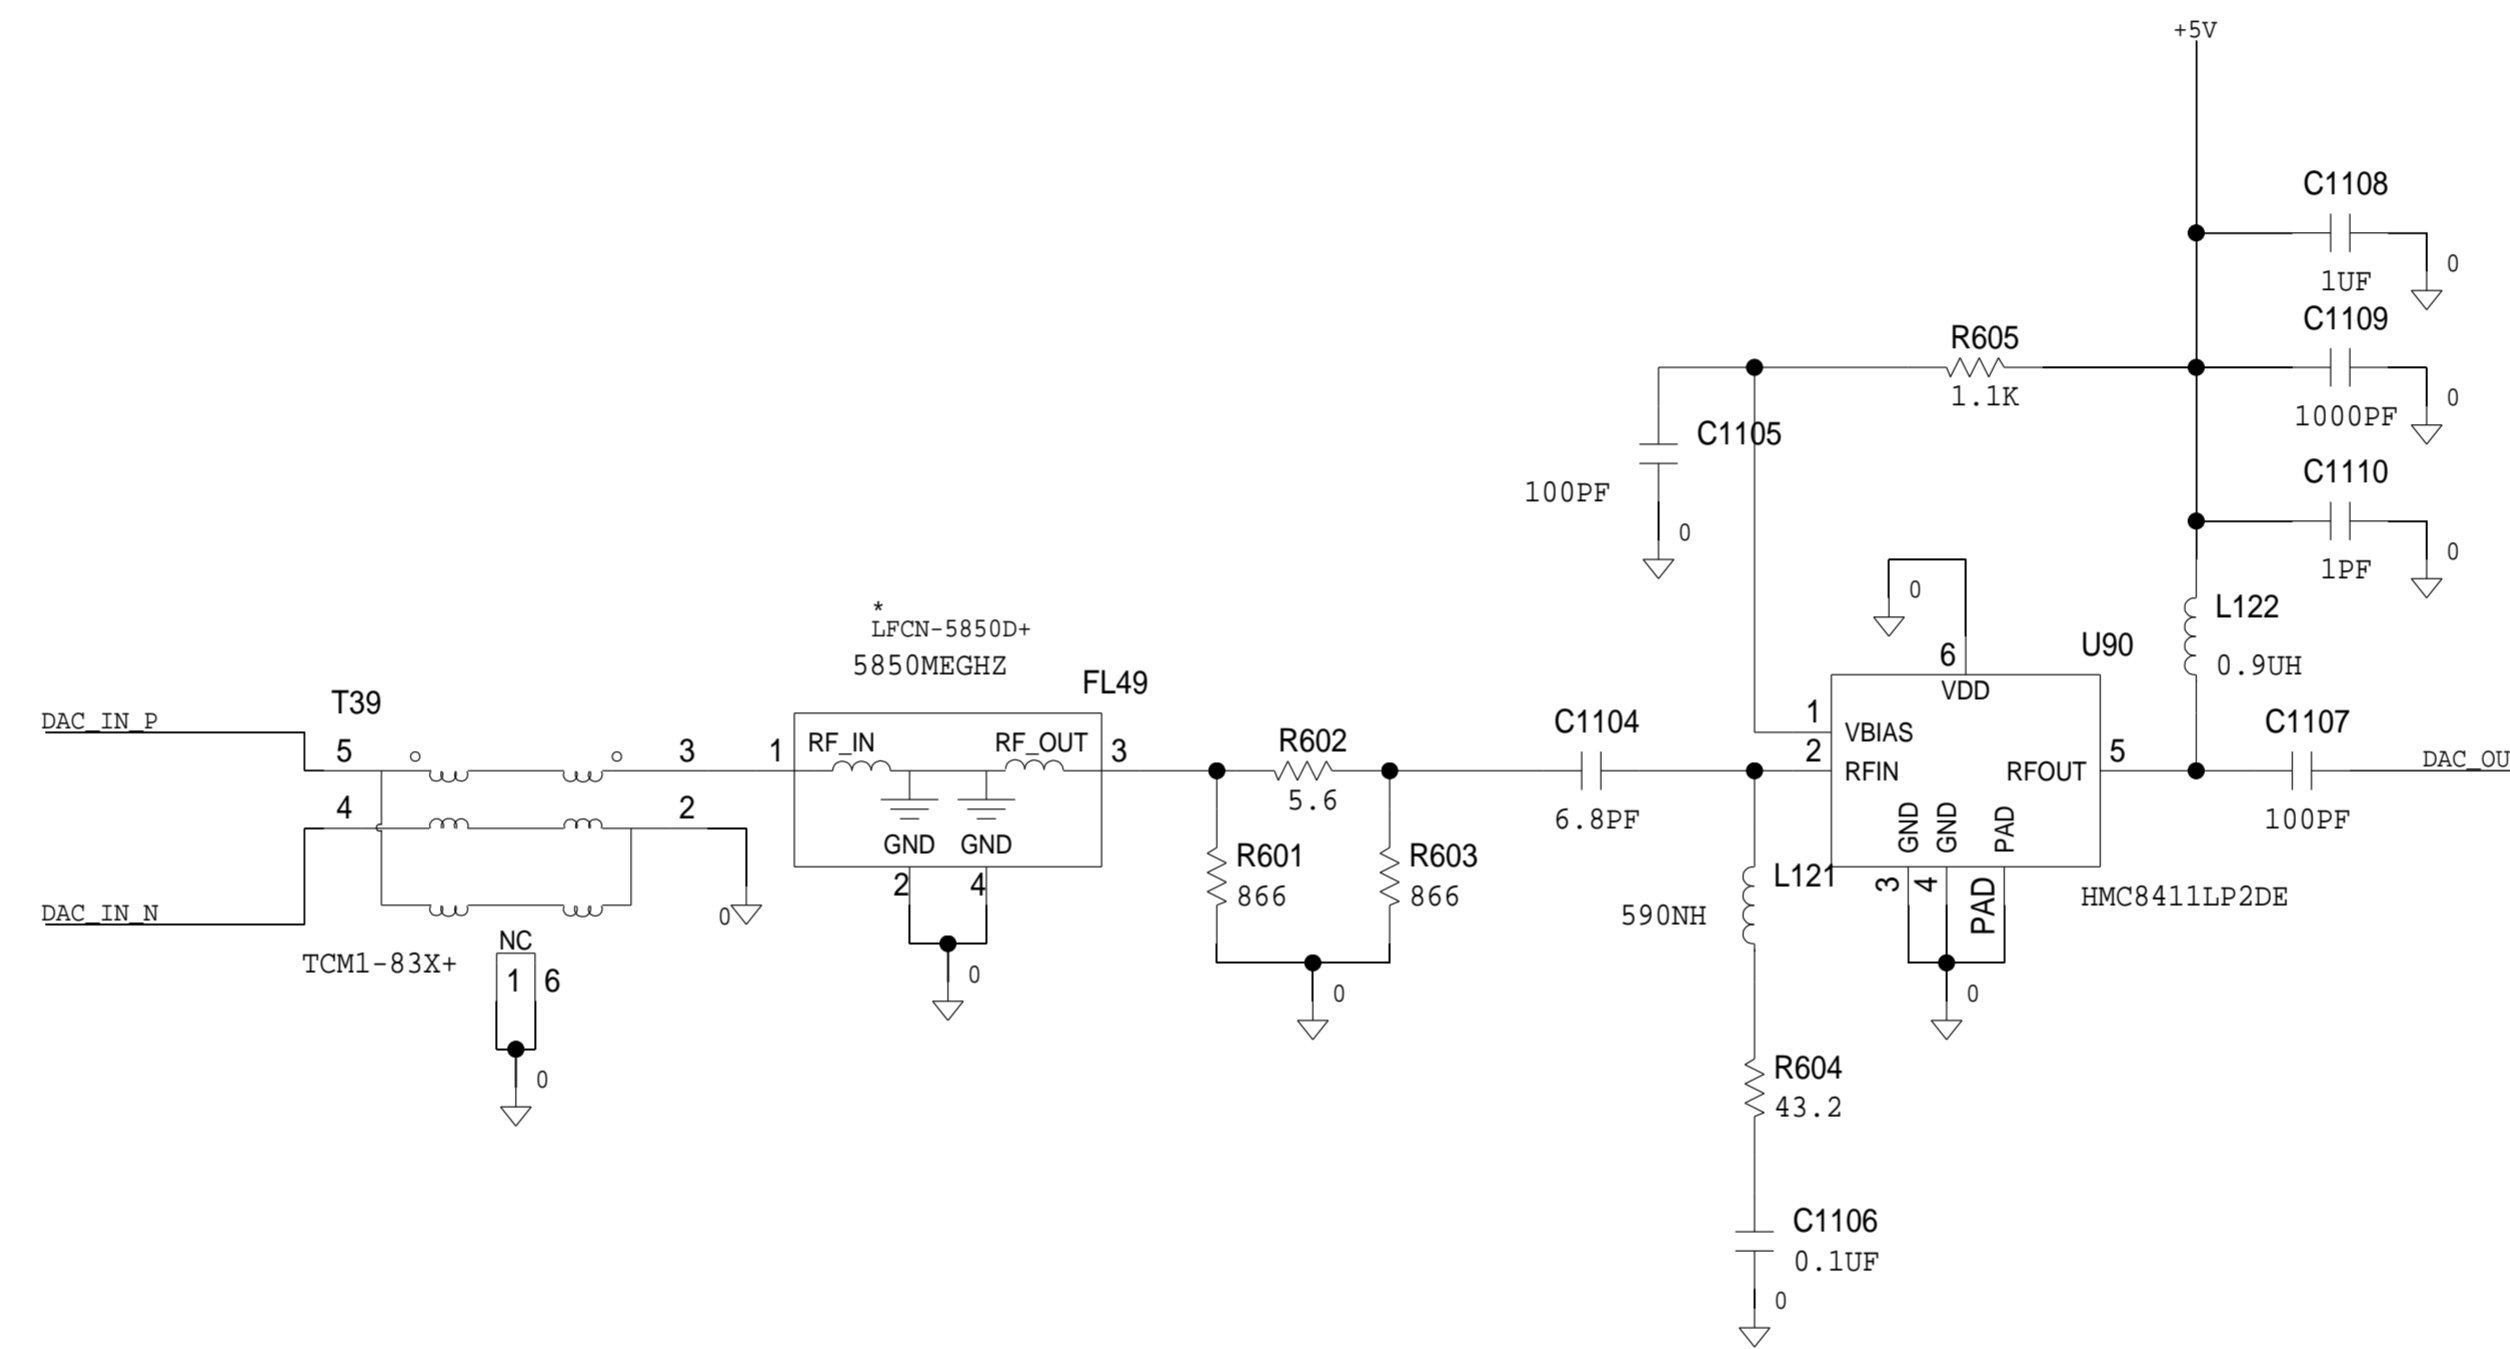 +5V
C1108
1UF
0
C1109
1000PF
0
C1110
1PF
0
R605
1.1K
C1105
100PF
0
L122
0.9UH
0
6
VDD
U90
1
VBIAS
2
RFIN
RFOUT
5
GND
GND
PAD
3
4
PAD
0
HMC8411LP2DE
C1107
100PF
DAC_OU
*
LFCN-5850D+
5850MEGHZ
FL49
1
RF_IN
RF_OUT
3
GND
GND
2
4
0
DAC_IN_P
T39
5
3
4
2
0
DAC_IN_N
TCM1-83X+
NC
1
6
0
R602
5.6
R601
866
R603
866
0
C1104
6.8PF
L121
590NH
R604
43.2
C1106
0.1UF
0